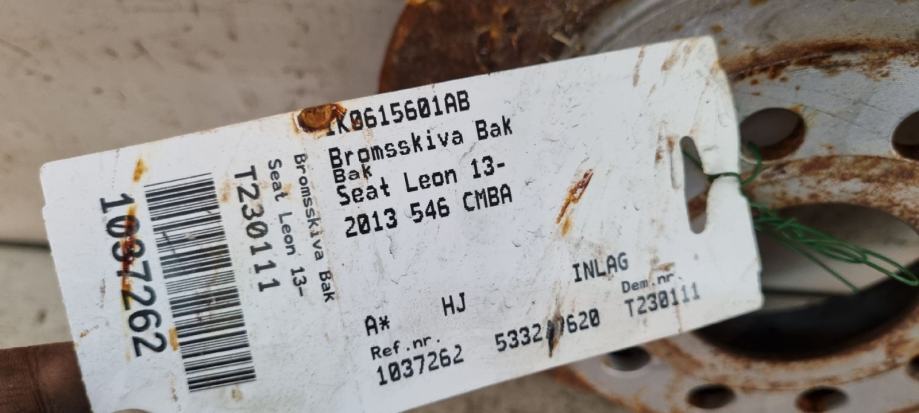 1K0615601AB
Bromsskiva Bak
Bak
Seat Leon 13-
2013 546 CMBA
INLAG
A* HJ
Ref.nr. Dem.nr.
1037262 T230111
Bromsskiva Bak
Seat Leon 13-
T230111
1037262